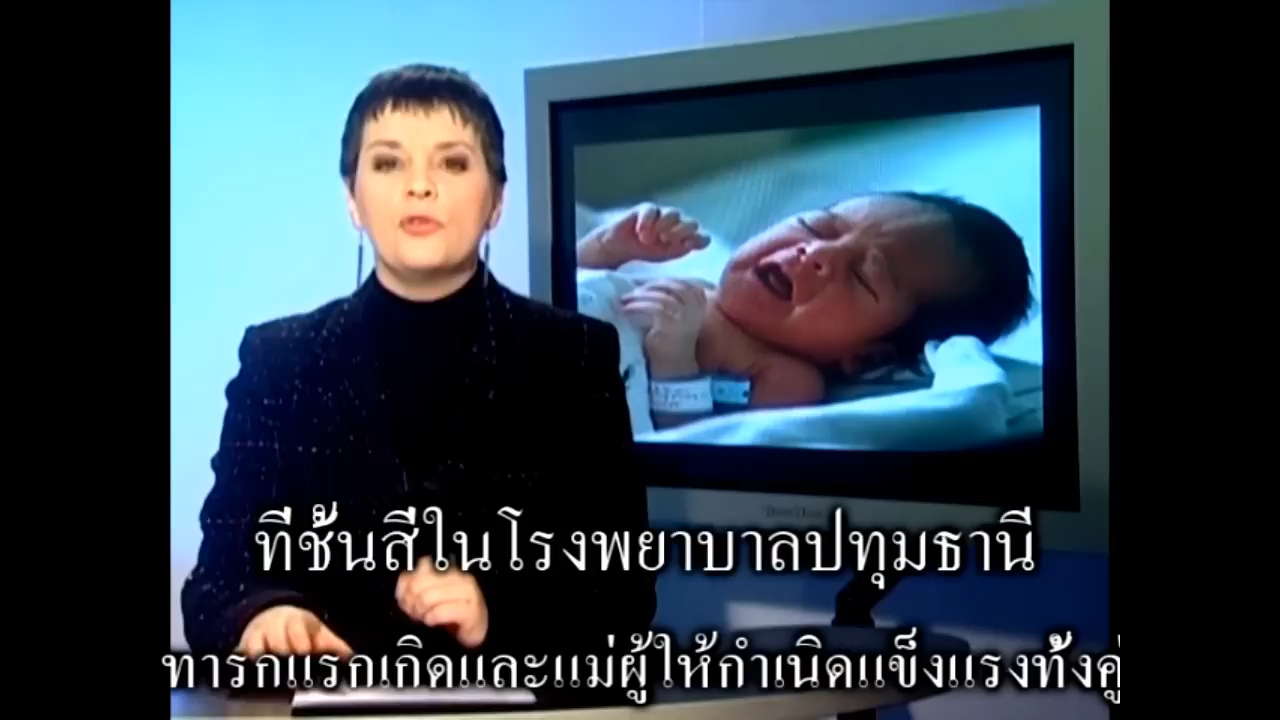 ที่ชั้นสี่ในโรงพยาบาลปทุมธานี
ทารกแรกเกิดและแม่ผู้ให้กำเนิดแข็งแรงทั้งคู่